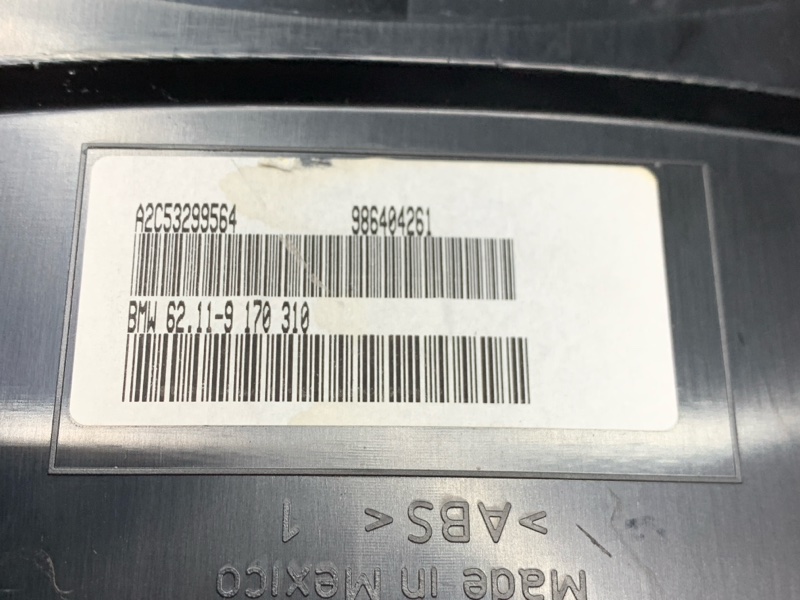 A2C53299564 986404261
BMW 62.11-9 170 310
>ABS< 1
Made in Mexico